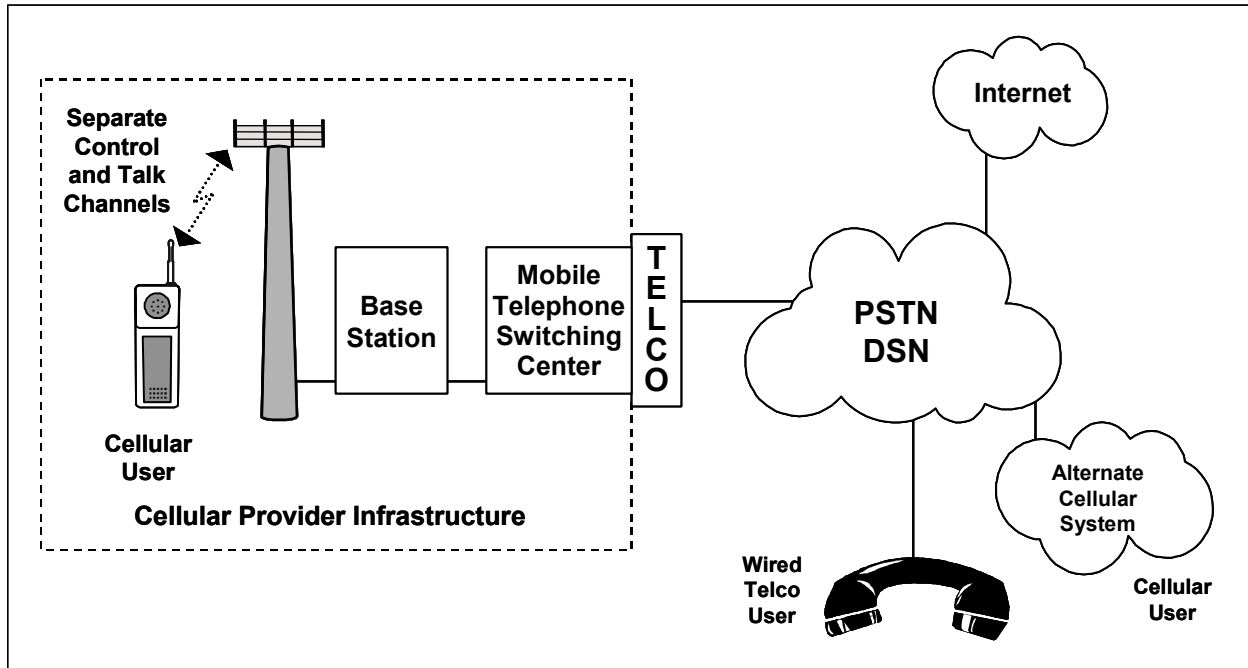 Separate
Control
and Talk
Channels
Cellular
User
Base
Station
Mobile
Telephone
Switching
Center
TELCO
Cellular Provider Infrastructure
Internet
PSTN
DSN
Alternate
Cellular
System
Wired
Telco
User
Cellular
User